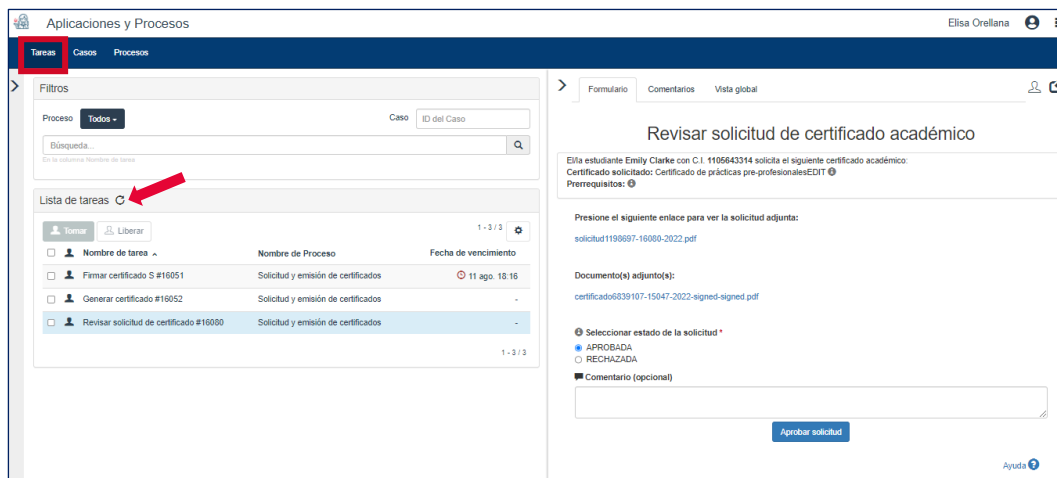 Aplicaciones y Procesos
Elisa Orellana
Tareas Casos Procesos
Filtros
Proceso Todos Caso ID del Caso
Búsqueda...
En la columna Nombre de tarea
Lista de tareas
Tomar Liberar 1 - 3 / 3
Nombre de tarea Nombre de Proceso Fecha de vencimiento
Firmar certificado S #16051 Solicitud y emisión de certificados 11 ago. 18:16
Generar certificado #16052 Solicitud y emisión de certificados -
Revisar solicitud de certificado #16080 Solicitud y emisión de certificados -
1 - 3 / 3
Formulario Comentarios Vista global
Revisar solicitud de certificado académico
El/la estudiante Emily Clarke con C.I. 1105643314 solicita el siguiente certificado académico:
Certificado solicitado: Certificado de prácticas pre-profesionalesEDIT
Prerrequisitos:
Presione el siguiente enlace para ver la solicitud adjunta:
solicitud1198697-16080-2022.pdf
Documento(s) adjunto(s):
certificado6839107-15047-2022-signed-signed.pdf
Seleccionar estado de la solicitud *
APROBADA
RECHAZADA
Comentario (opcional)
Aprobar solicitud
Ayuda